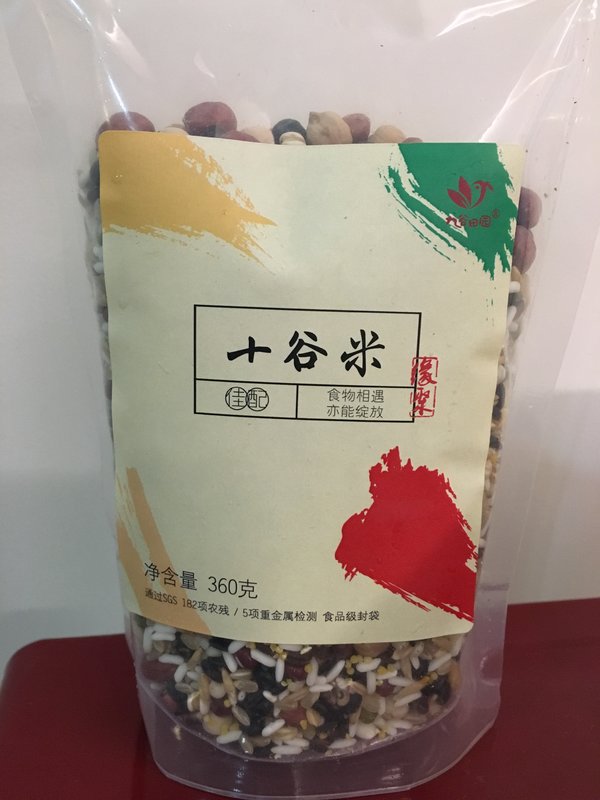 十谷米
佳配
食物相遇
亦能绽放
净含量 360克
通过SGS 182项农残 / 5项重金属检测 食品级封袋